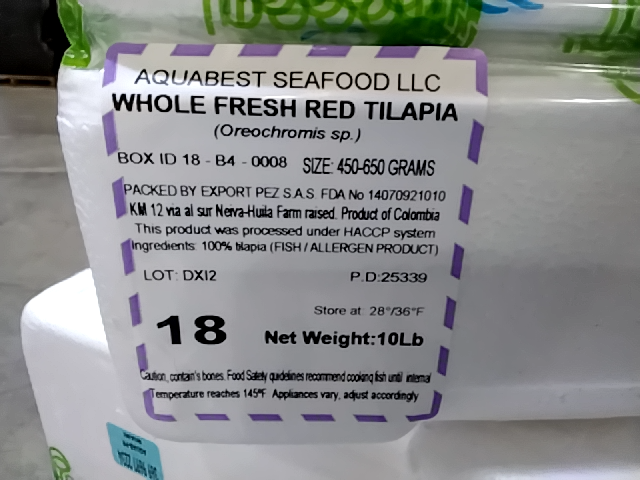 AQUABEST SEAFOOD LLC
WHOLE FRESH RED TILAPIA
(Oreochromis sp.)
BOX ID 18 - B4 - 0008 SIZE: 450-650 GRAMS
PACKED BY EXPORT PEZ S.A.S. FDA No 14070921010
KM 12 via al sur Neiva-Huila Farm raised. Product of Colombia
This product was processed under HACCP system
Ingredients: 100% tilapia (FISH / ALLERGEN PRODUCT)
LOT: DXI2 P.D:25339
Store at: 28°/36°F
18 Net Weight:10Lb
Caution, contain's bones. Food Safety guidelines recommend cooking fish until internal
Temperature reaches 145°F. Appliances vary, adjust accordingly